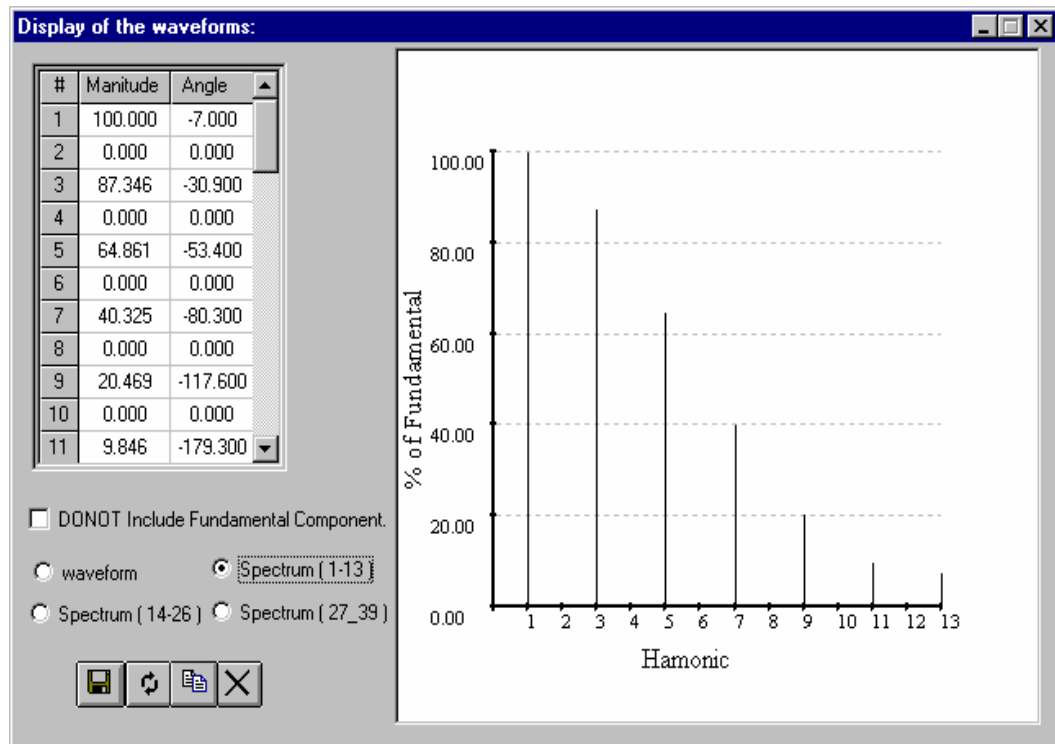 Display of the waveforms:
# Manitude Angle
1 100.000 -7.000
2 0.000 0.000
3 87.346 -30.900
4 0.000 0.000
5 64.861 -53.400
6 0.000 0.000
7 40.325 -80.300
8 0.000 0.000
9 20.469 -117.600
10 0.000 0.000
11 9.846 -179.300
DONOT Include Fundamental Component.
waveform
Spectrum ( 1-13 )
Spectrum ( 14-26 )
Spectrum ( 27_39 )
% of Fundamental
100.00
80.00
60.00
40.00
20.00
0.00
1 2 3 4 5 6 7 8 9 10 11 12 13
Hamonic